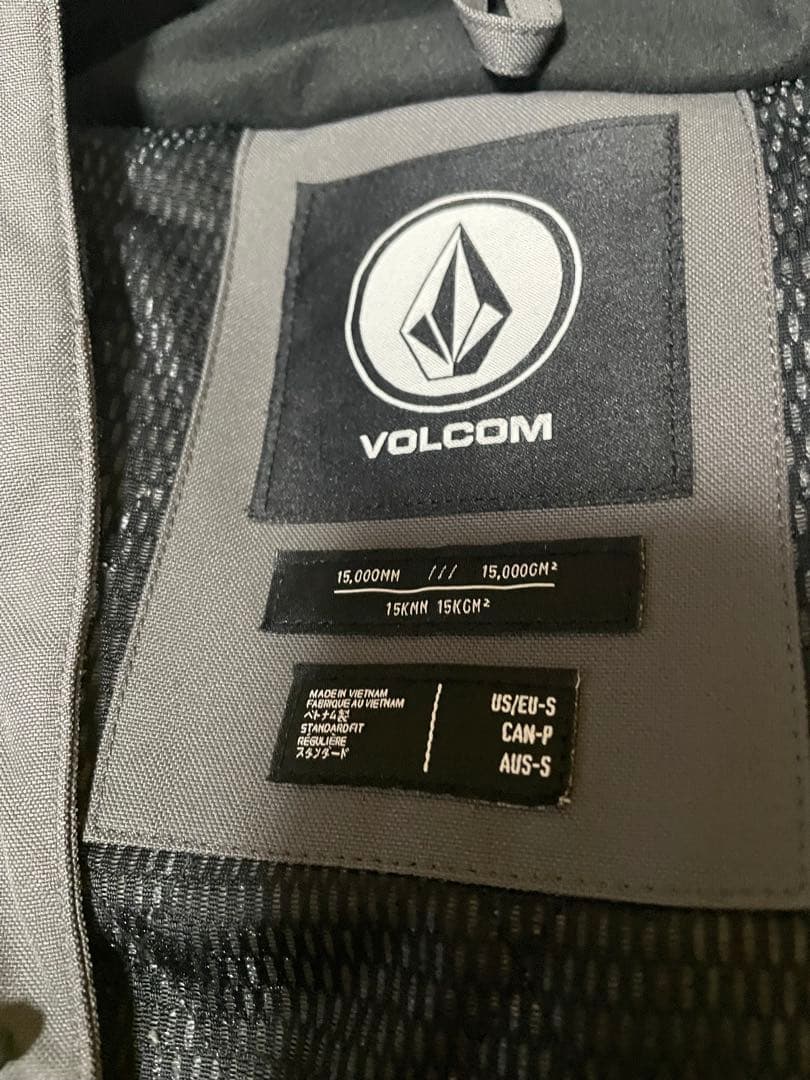 VOLCOM
15,000MM /// 15,000GM²
15KMM 15KGM²
MADE IN VIETNAM
FABRIQUE AU VIETNAM
ベトナム製
STANDARD FIT
RÉGULIÈRE
スタンダード
US/EU-S
CAN-P
AUS-S